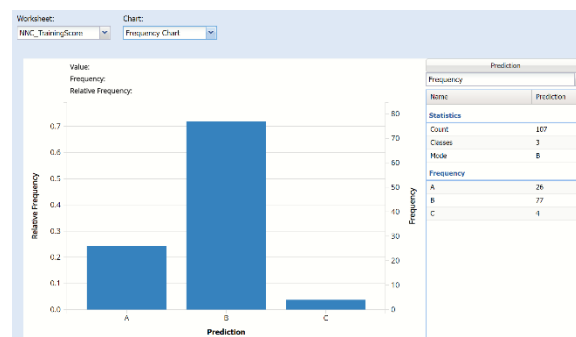 Worksheet: Chart:
NNC_TrainingScore Frequency Chart
Value:
Frequency:
Relative Frequency:
Prediction
Frequency
Name Prediction
Statistics
Count 107
Classes 3
Mode B
Frequency
A 26
B 77
C 4
Relative Frequency
0.7
0.6
0.5
0.4
0.3
0.2
0.1
0.0
80
70
60
50
40
30
20
10
0
Frequency
A B C
Prediction